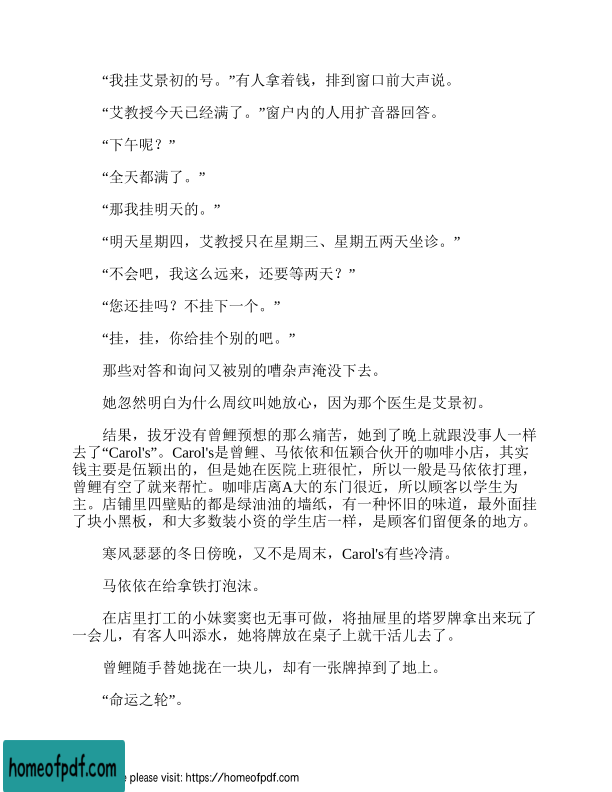 “我挂艾景初的号。”有人拿着钱，排到窗口前大声说。
“艾教授今天已经满了。”窗户内的人用扩音器回答。
“下午呢？”
“全天都满了。”
“那我挂明天的。”
“明天星期四，艾教授只在星期三、星期五两天坐诊。”
“不会吧，我这么远来，还要等两天？”
“您还挂吗？不挂下一个。”
“挂，挂，你给挂个别的吧。”
那些对答和询问又被别的嘈杂声淹没下去。
她忽然明白为什么周纹叫她放心，因为那个医生是艾景初。
结果，拔牙没有曾鲤预想的那么痛苦，她到了晚上就跟没事人一样
去了“Carol's”。Carol's是曾鲤、马依依和伍颖合伙开的咖啡小店，其实
钱主要是伍颖出的，但是她在医院上班很忙，所以一般是马依依打理，
曾鲤有空了就来帮忙。咖啡店离A大的东门很近，所以顾客以学生为
主。店铺里四壁贴的都是绿油油的墙纸，有一种怀旧的味道，最外面挂
了块小黑板，和大多数装小资的学生店一样，是顾客们留便条的地方。
寒风瑟瑟的冬日傍晚，又不是周末，Carol's有些冷清。
马依依在给拿铁打泡沫。
在店里打工的小妹窦窦也无事可做，将抽屉里的塔罗牌拿出来玩了
一会儿，有客人叫添水，她将牌放在桌子上就干活儿去了。
曾鲤随手替她拢在一块儿，却有一张牌掉到了地上。
“命运之轮”。
homeofpdf.com
e please visit: https://homeofpdf.com